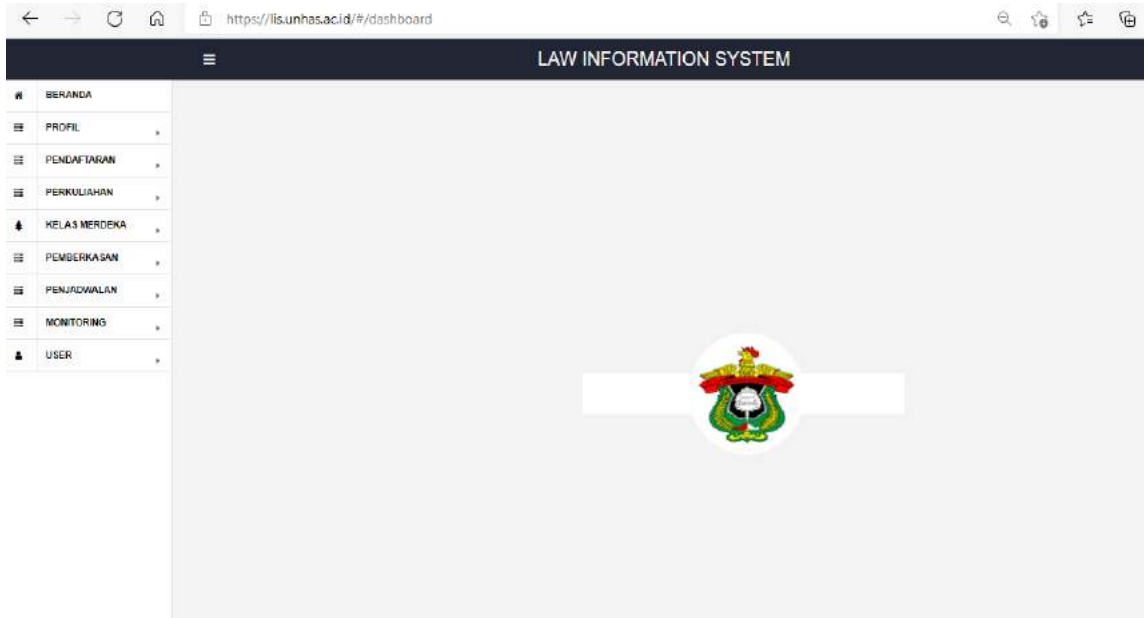 https://lis.unhas.ac.id/#/dashboard
LAW INFORMATION SYSTEM
BERANDA
PROFIL
PENDAFTARAN
PERKULIAHAN
KELAS MERDEKA
PEMBERKASAN
PENJADWALAN
MONITORING
USER